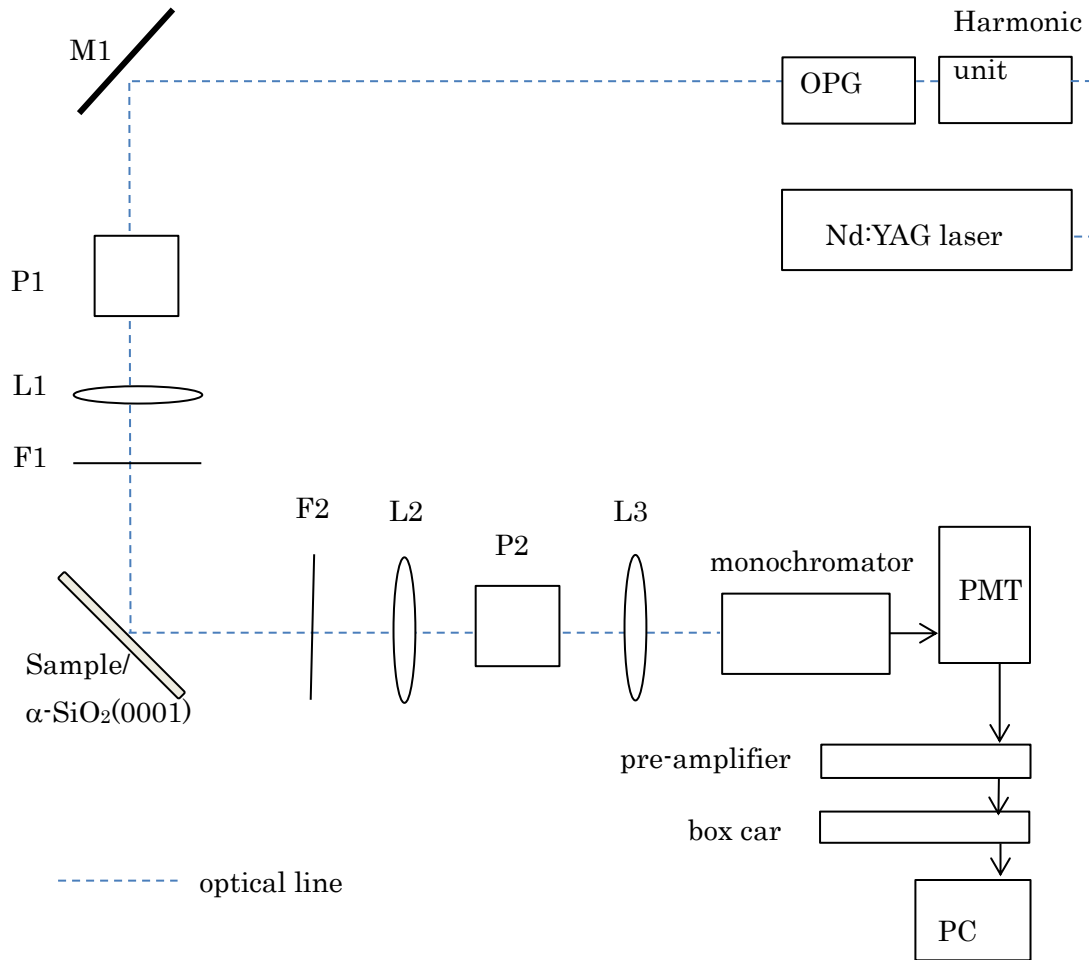 Harmonic
unit
M1
OPG
Nd:YAG laser
P1
L1
F1
F2
L2
P2
L3
monochromator
PMT
Sample/
α-SiO₂(0001)
pre-amplifier
box car
optical line
PC